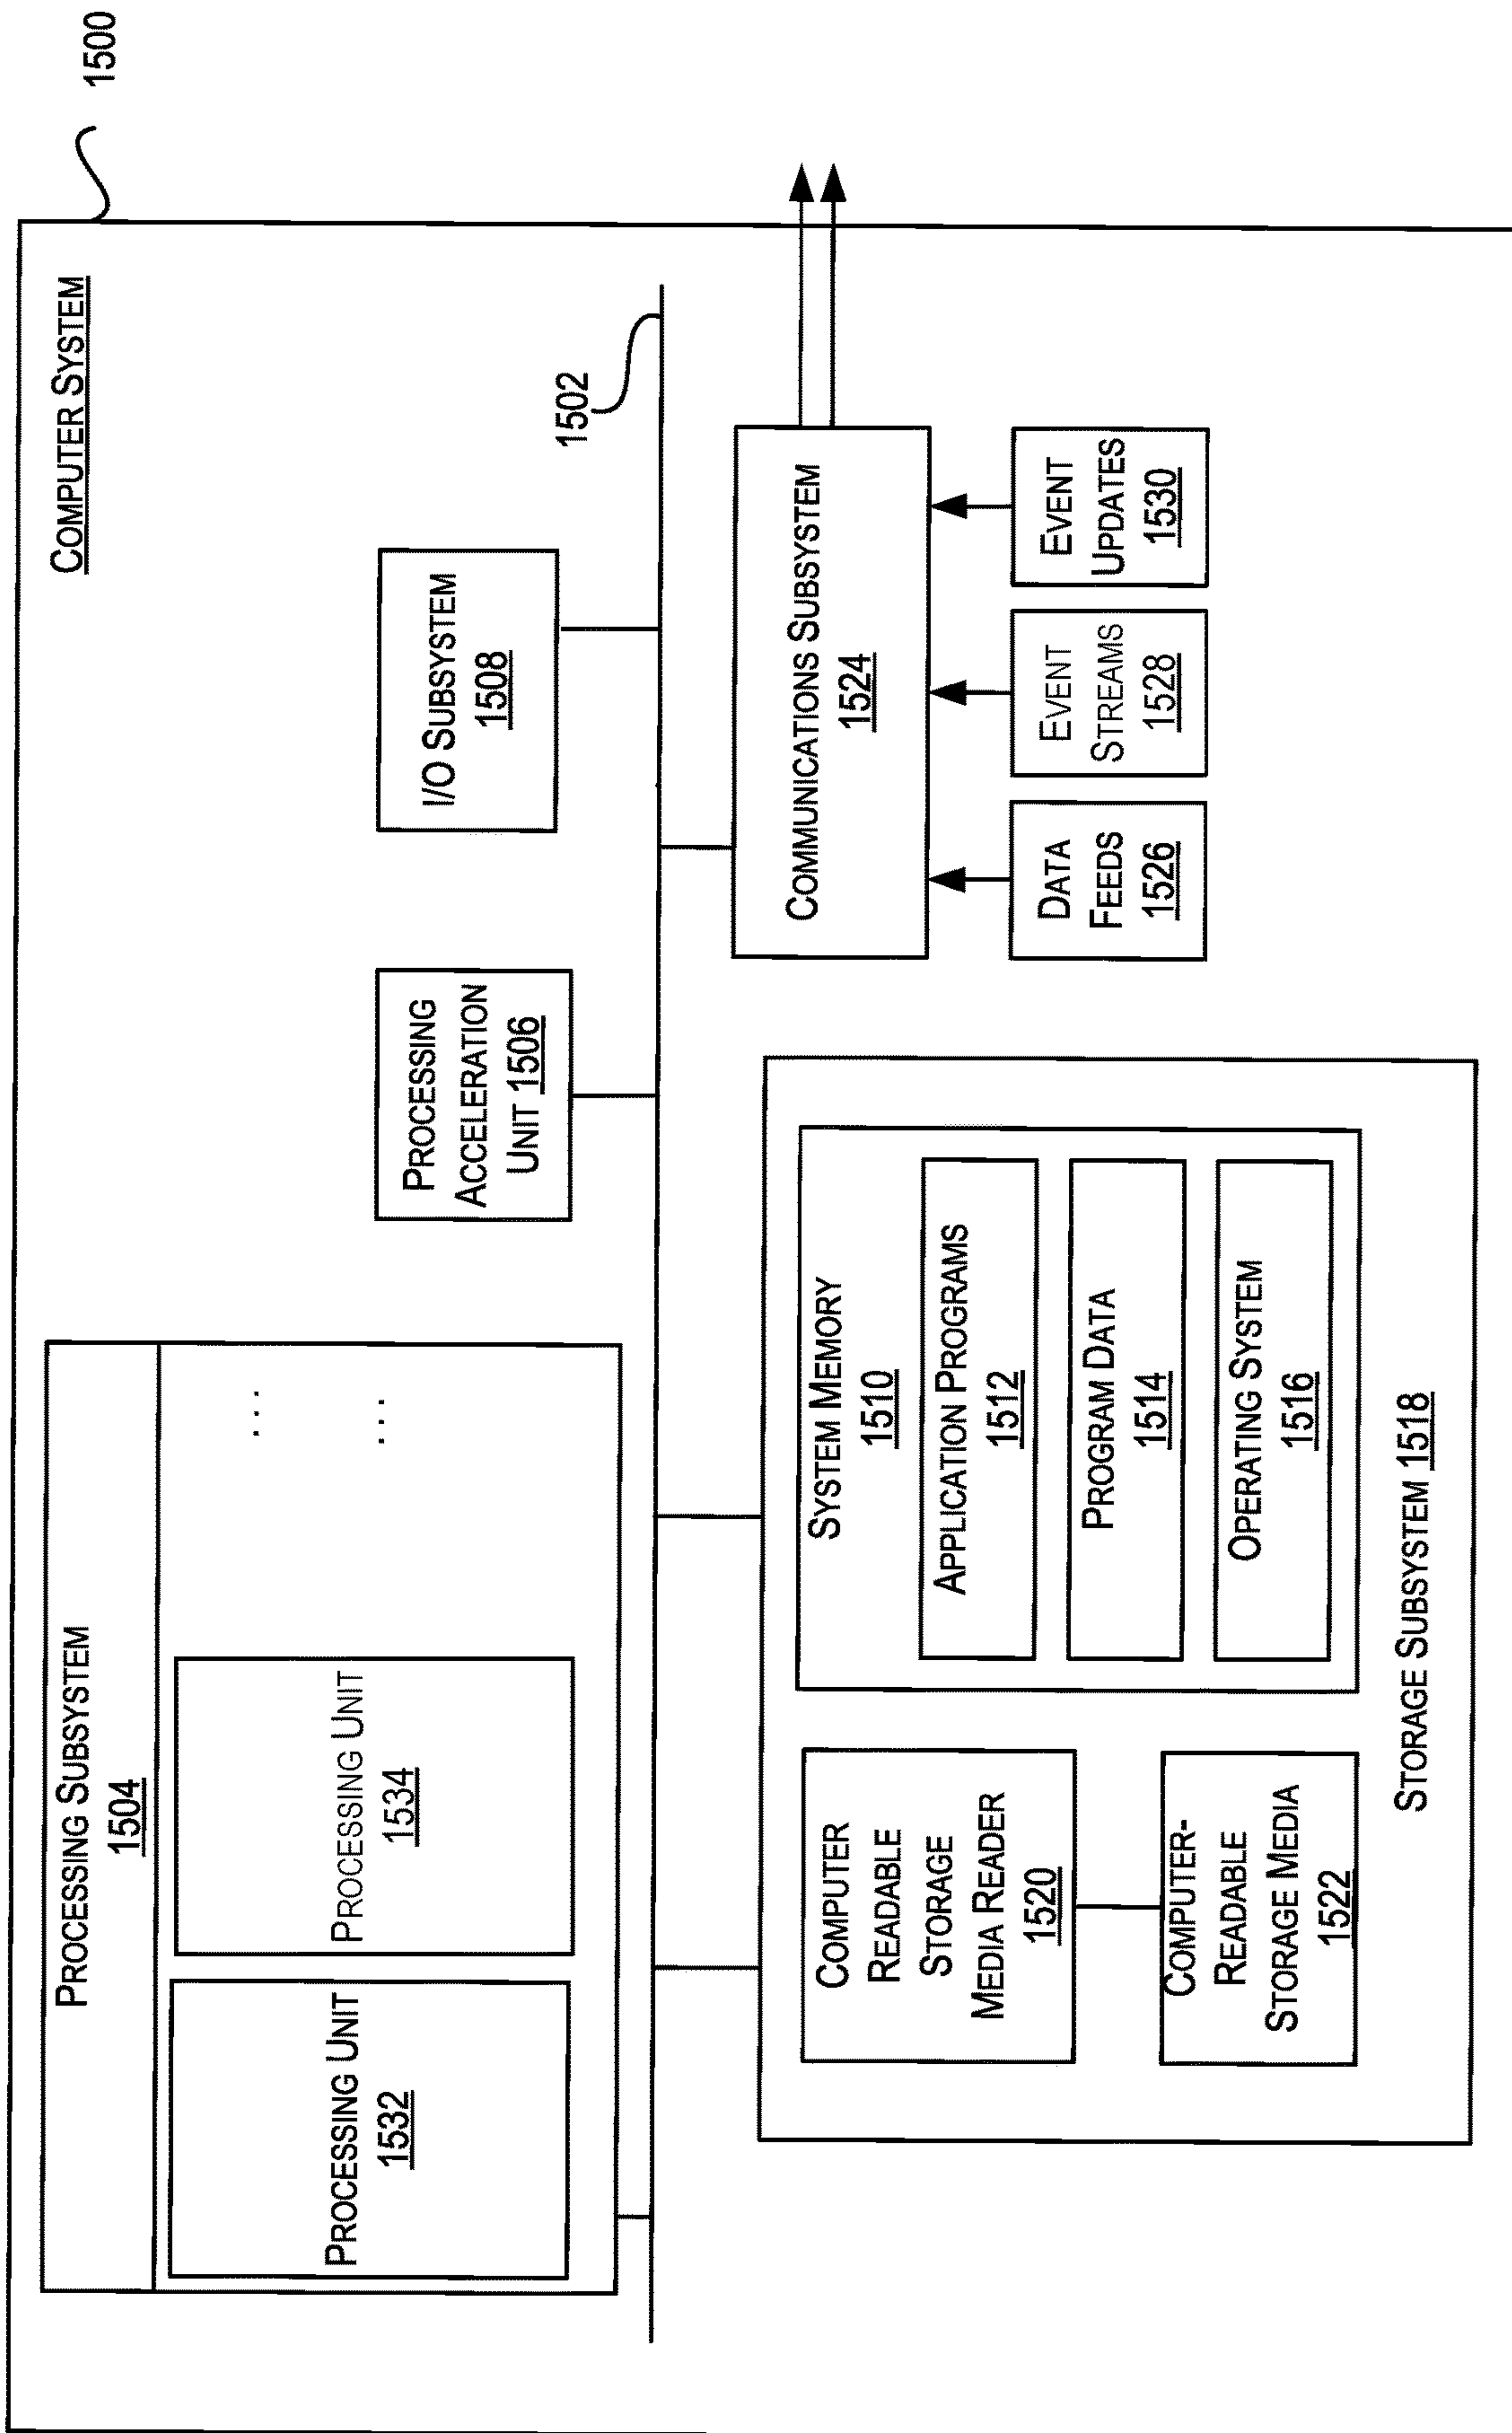 1500
COMPUTER SYSTEM
PROCESSING SUBSYSTEM
1504
PROCESSING UNIT
1532
PROCESSING UNIT
1534
...
...
PROCESSING
ACCELERATION
UNIT 1506
I/O SUBSYSTEM
1508
1502
COMPUTER
READABLE
STORAGE
MEDIA READER
1520
COMPUTER-
READABLE
STORAGE MEDIA
1522
SYSTEM MEMORY
1510
APPLICATION PROGRAMS
1512
PROGRAM DATA
1514
OPERATING SYSTEM
1516
STORAGE SUBSYSTEM 1518
COMMUNICATIONS SUBSYSTEM
1524
DATA
FEEDS
1526
EVENT
STREAMS
1528
EVENT
UPDATES
1530